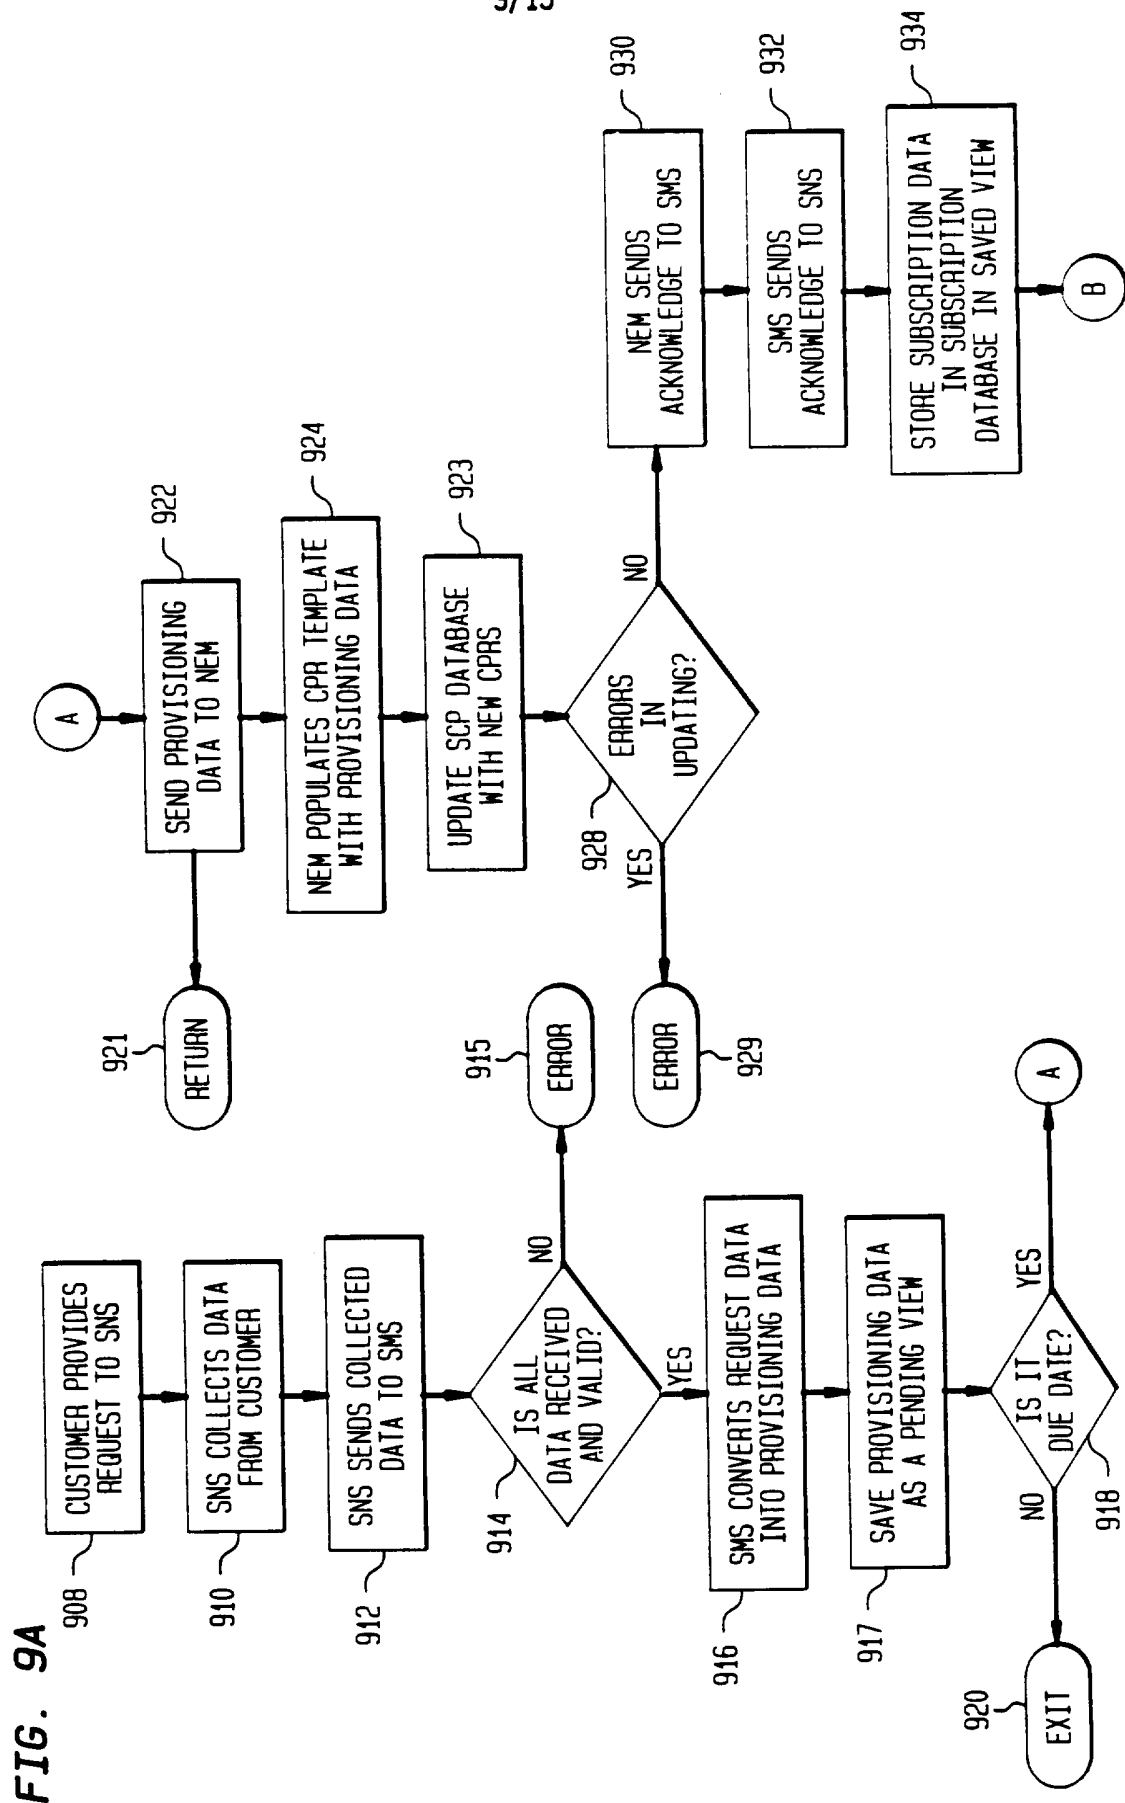 FIG. 9A
908
CUSTOMER PROVIDES
REQUEST TO SNS
910
SNS COLLECTS DATA
FROM CUSTOMER
912
SNS SENDS COLLECTED
DATA TO SMS
914
IS ALL
DATA RECEIVED
AND VALID?
NO
915
ERROR
YES
916
SMS CONVERTS REQUEST DATA
INTO PROVISIONING DATA
917
SAVE PROVISIONING DATA
AS A PENDING VIEW
IS IT
DUE DATE?
918
NO
920
EXIT
YES
A
A
922
SEND PROVISIONING
DATA TO NEM
921
RETURN
924
NEM POPULATES CPR TEMPLATE
WITH PROVISIONING DATA
923
UPDATE SCP DATABASE
WITH NEW CPRS
928
ERRORS
IN
UPDATING?
YES
ERROR
929
NO
930
NEM SENDS
ACKNOWLEDGE TO SMS
932
SMS SENDS
ACKNOWLEDGE TO SNS
934
STORE SUBSCRIPTION DATA
IN SUBSCRIPTION
DATABASE IN SAVED VIEW
B